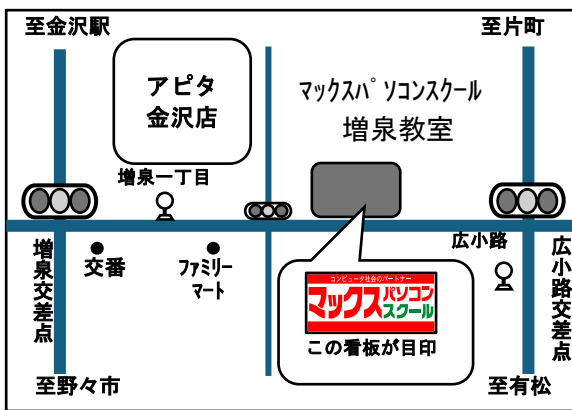 至金沢駅
至片町
アピタ
金沢店
ﾏｯｸｽﾊﾟｿｺﾝｽｸｰﾙ
増泉教室
増泉一丁目
広小路
増泉交差点
交番
ﾌｧﾐﾘｰ
ﾏｰﾄ
広小路交差点
コンピュータ社会のパートナー
マックス
パソコン
スクール
この看板が目印
至野々市
至有松